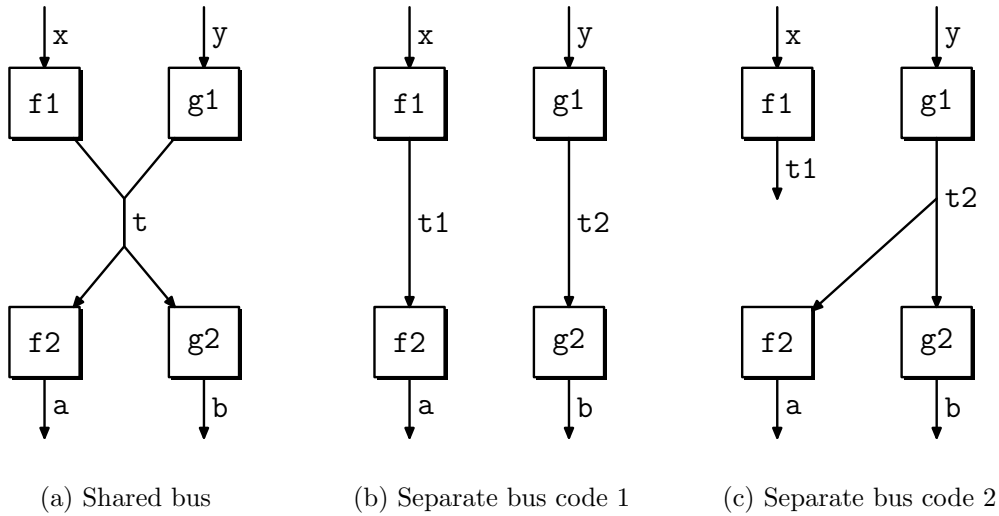 x y x y x y
f1 g1 f1 g1 f1 g1
t1
t t1 t2 t2
f2 g2 f2 g2 f2 g2
a b a b a b
(a) Shared bus (b) Separate bus code 1 (c) Separate bus code 2